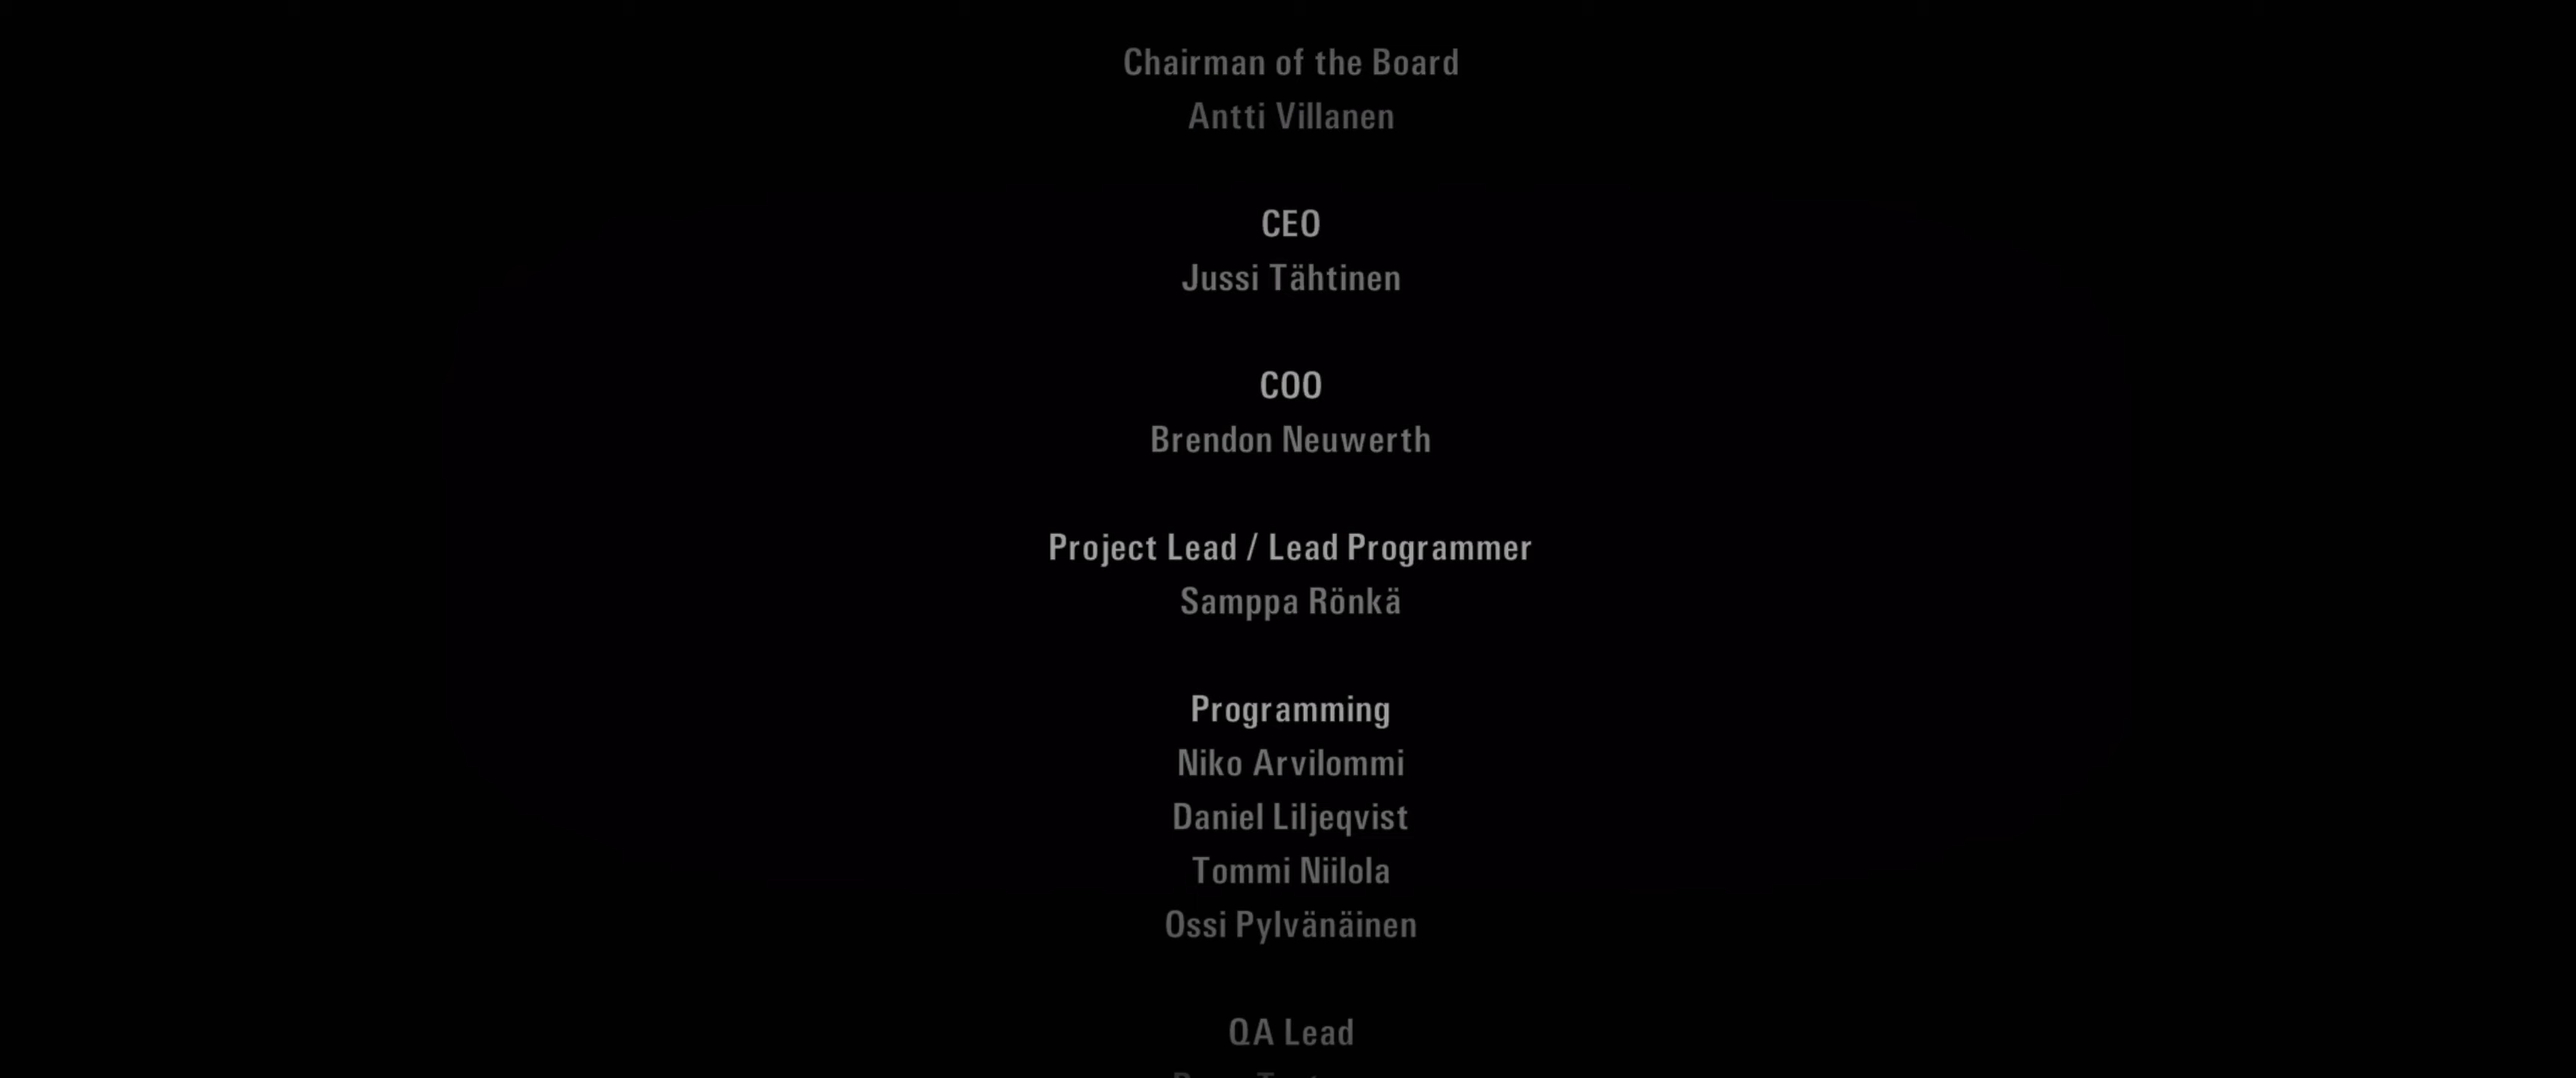 Chairman of the Board
Antti Villanen
CEO
Jussi Tähtinen
COO
Brendon Neuwerth
Project Lead / Lead Programmer
Samppa Rönkä
Programming
Niko Arvilommi
Daniel Liljeqvist
Tommi Niilola
Ossi Pylvänäinen
QA Lead